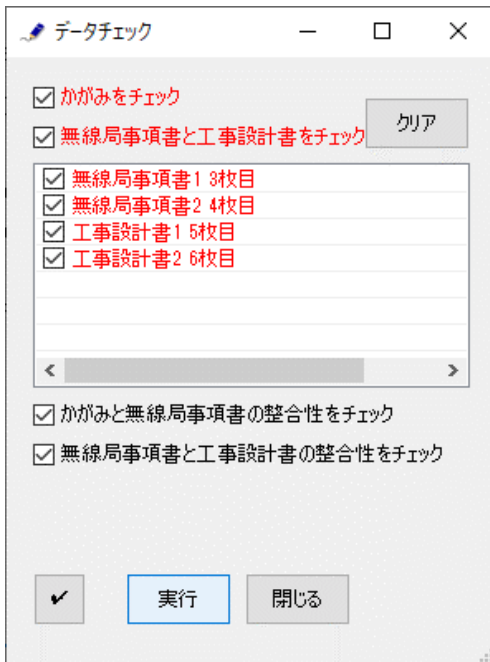 データチェック
かがみをチェック
クリア
無線局事項書と工事設計書をチェック
無線局事項書1 3枚目
無線局事項書2 4枚目
工事設計書1 5枚目
工事設計書2 6枚目
かがみと無線局事項書の整合性をチェック
無線局事項書と工事設計書の整合性をチェック
実行
閉じる